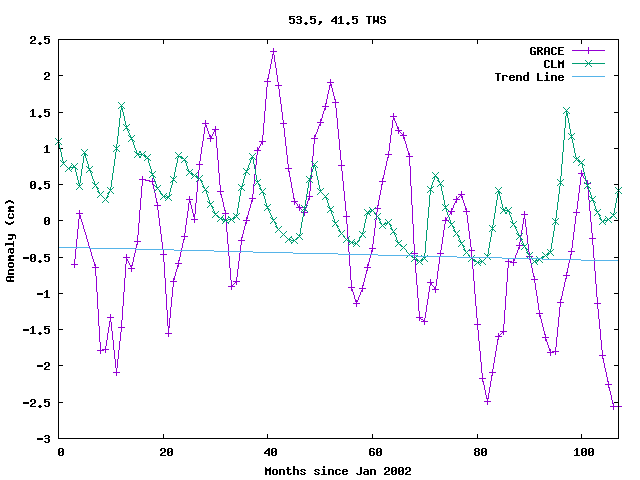 53.5, 41.5 TWS
GRACE
CLM
Trend Line
2.5
2
1.5
1
0.5
0
-0.5
-1
-1.5
-2
-2.5
-3
Anomaly (cm)
0 20 40 60 80 100
Months since Jan 2002